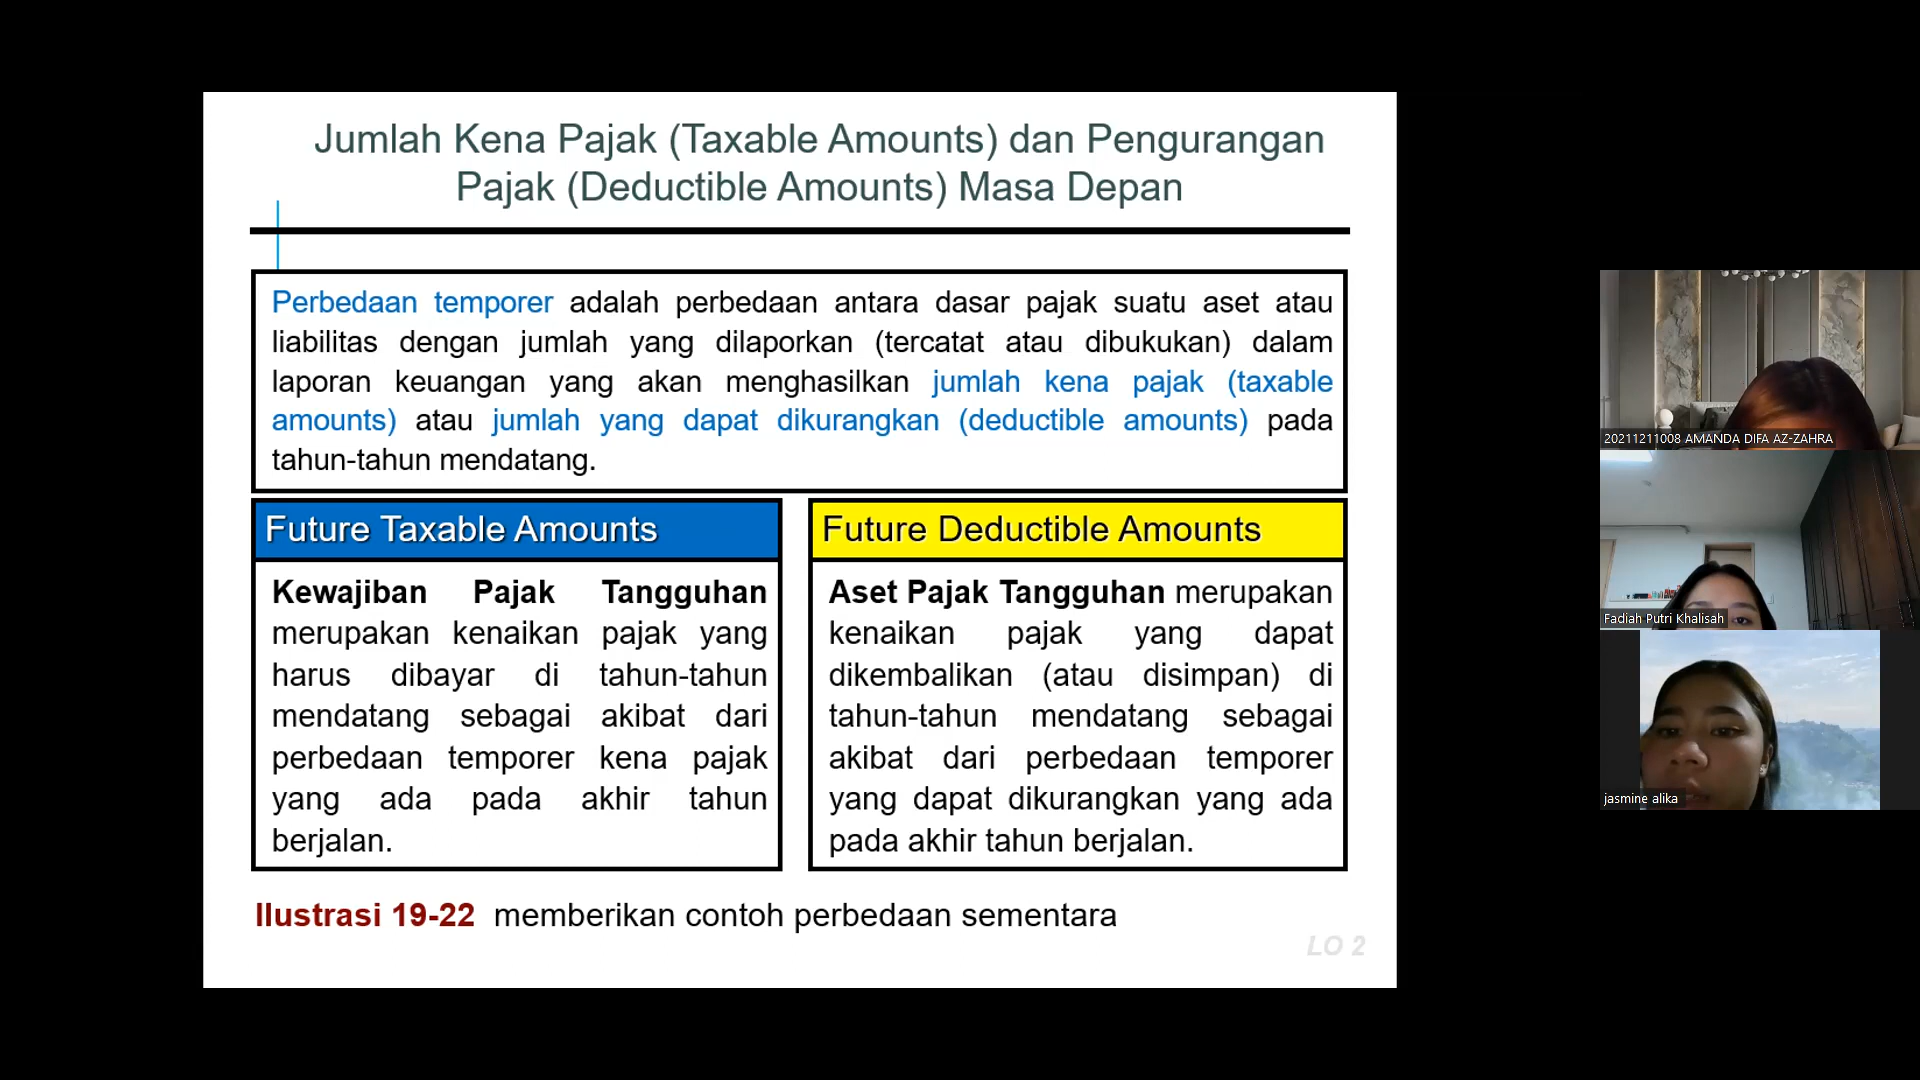 Jumlah Kena Pajak (Taxable Amounts) dan Pengurangan
Pajak (Deductible Amounts) Masa Depan
Perbedaan temporer adalah perbedaan antara dasar pajak suatu aset atau
liabilitas dengan jumlah yang dilaporkan (tercatat atau dibukukan) dalam
laporan keuangan yang akan menghasilkan jumlah kena pajak (taxable
amounts) atau jumlah yang dapat dikurangkan (deductible amounts) pada
tahun-tahun mendatang.
Future Taxable Amounts
Kewajiban Pajak Tangguhan
merupakan kenaikan pajak yang
harus dibayar di tahun-tahun
mendatang sebagai akibat dari
perbedaan temporer kena pajak
yang ada pada akhir tahun
berjalan.
Future Deductible Amounts
Aset Pajak Tangguhan merupakan
kenaikan pajak yang dapat
dikembalikan (atau disimpan) di
tahun-tahun mendatang sebagai
akibat dari perbedaan temporer
yang dapat dikurangkan yang ada
pada akhir tahun berjalan.
Ilustrasi 19-22 memberikan contoh perbedaan sementara
LO 2
20211211008 AMANDA DIFA AZ-ZAHRA
Fadiah Putri Khalisah
jasmine alika